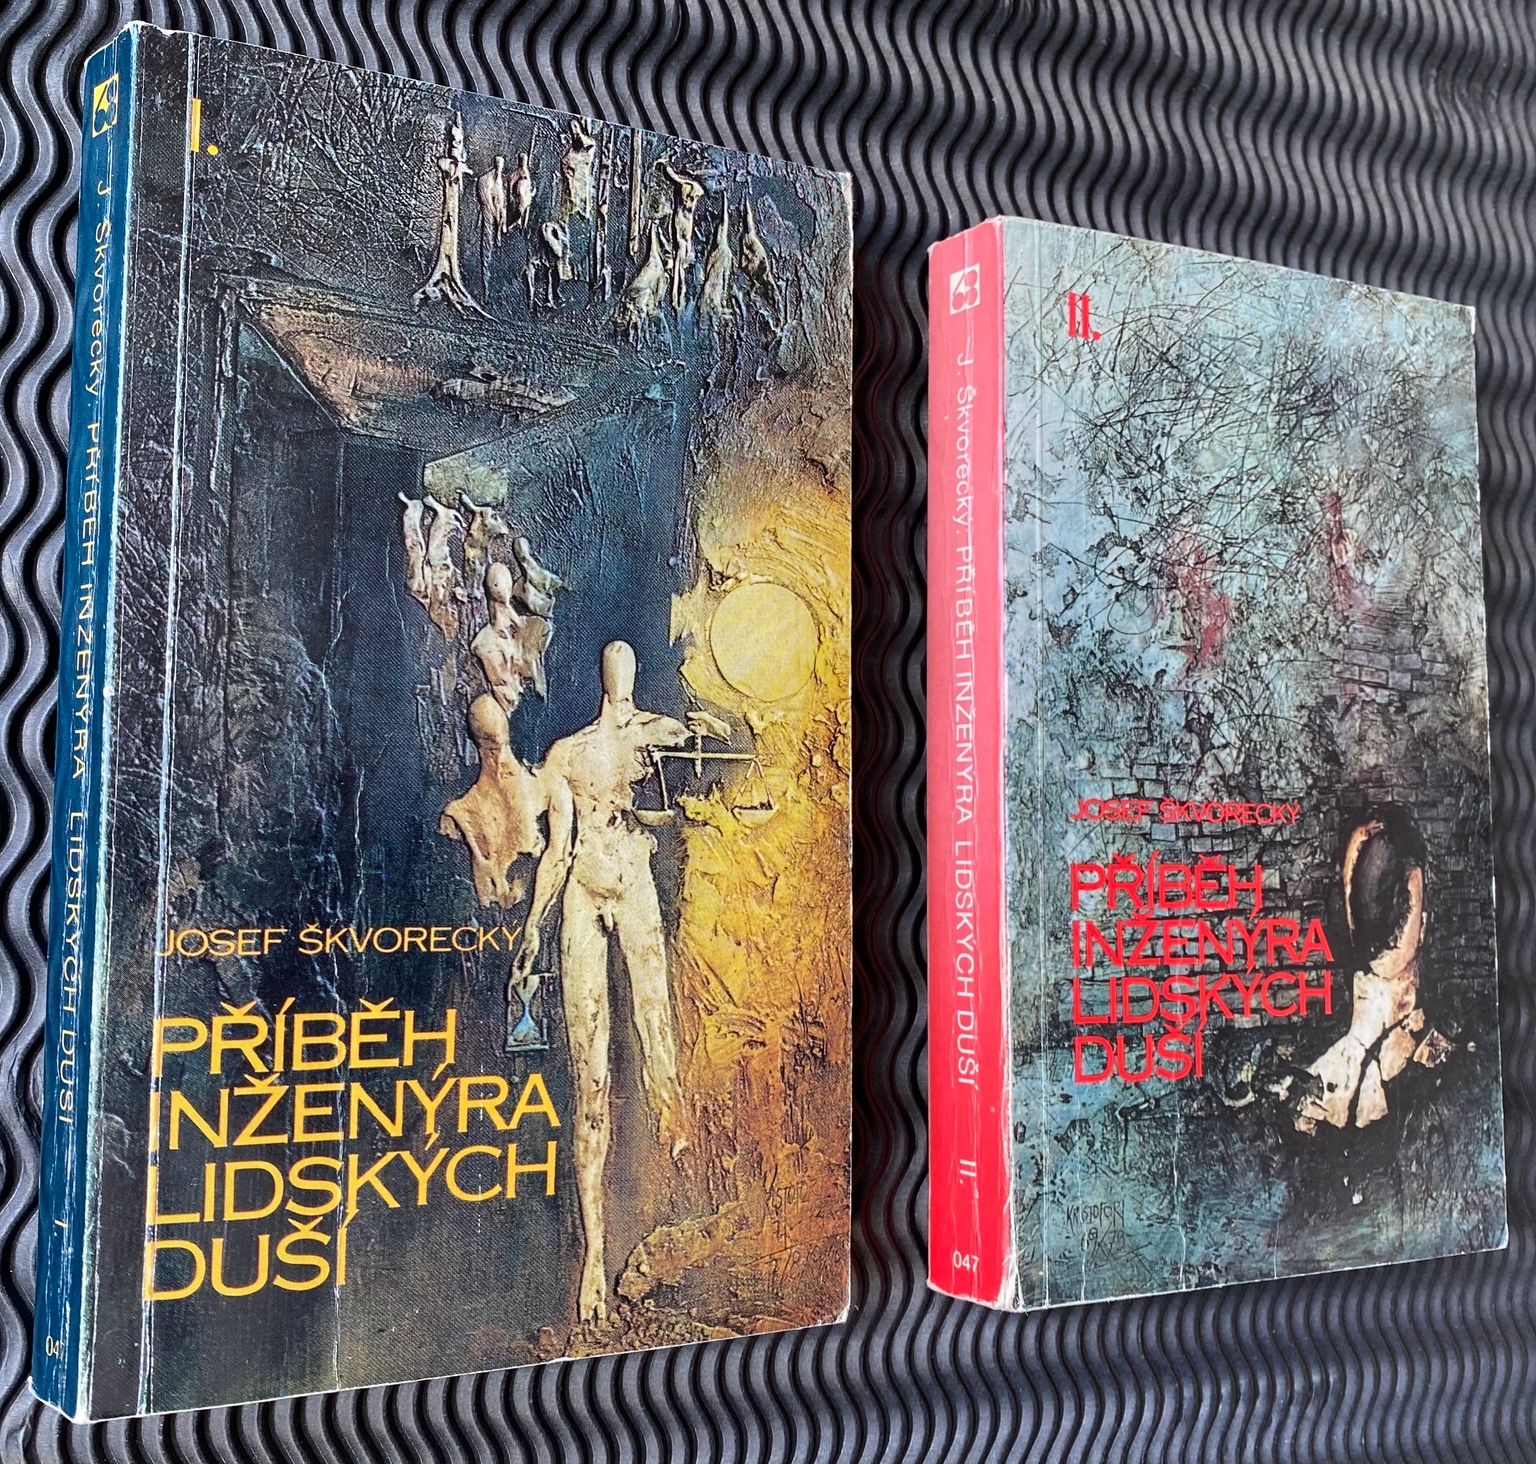 J. Škvorecký: PŘÍBĚH INŽENÝRA LIDSKÝCH DUŠÍ I.
I.
JOSEF ŠKVORECKÝ
PŘÍBĚH
INŽENÝRA
LIDSKÝCH
DUŠÍ
J. Škvorecký: PŘÍBĚH INŽENÝRA LIDSKÝCH DUŠÍ II.
047
II.
JOSEF ŠKVORECKÝ
PŘÍBĚH
INŽENÝRA
LIDSKÝCH
DUŠÍ